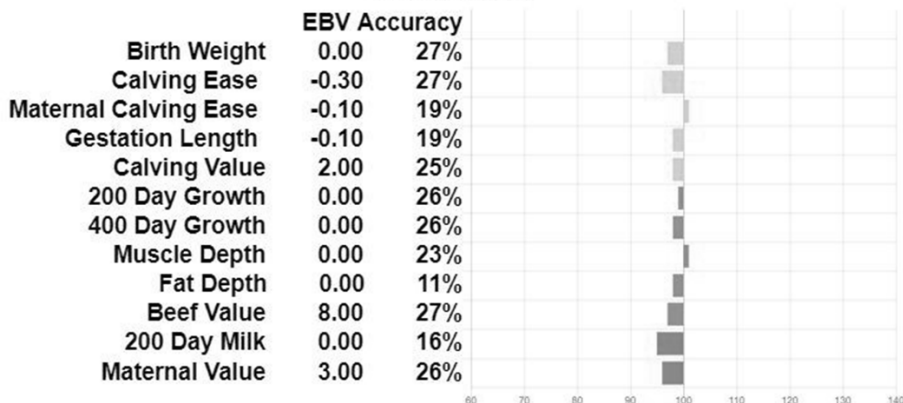 EBV Accuracy
Birth Weight 0.00 27%
Calving Ease -0.30 27%
Maternal Calving Ease -0.10 19%
Gestation Length -0.10 19%
Calving Value 2.00 25%
200 Day Growth 0.00 26%
400 Day Growth 0.00 26%
Muscle Depth 0.00 23%
Fat Depth 0.00 11%
Beef Value 8.00 27%
200 Day Milk 0.00 16%
Maternal Value 3.00 26%
60 70 80 90 100 110 120 130 140